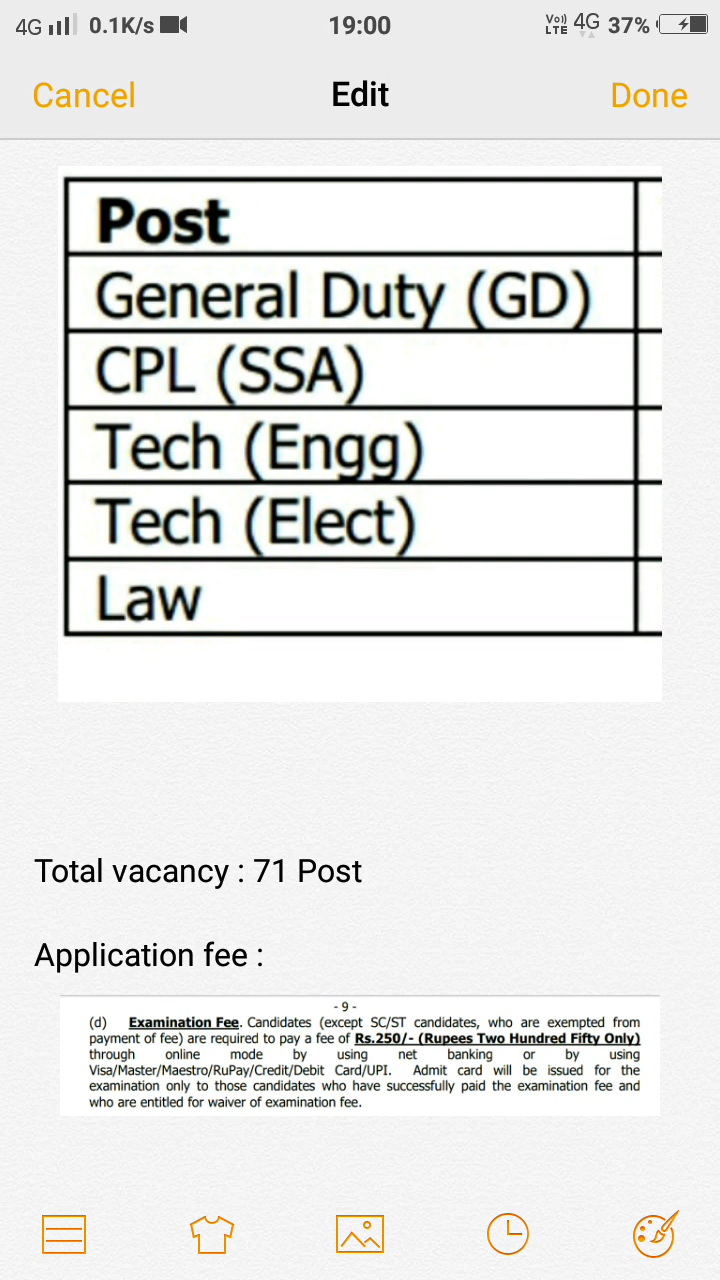 4G 0.1K/s 19:00 Vo)) LTE 4G 37%
Cancel Edit Done
Post
General Duty (GD)
CPL (SSA)
Tech (Engg)
Tech (Elect)
Law
Total vacancy : 71 Post
Application fee :
- 9 -
(d) Examination Fee. Candidates (except SC/ST candidates, who are exempted from
payment of fee) are required to pay a fee of Rs.250/- (Rupees Two Hundred Fifty Only)
through online mode by using net banking or by using
Visa/Master/Maestro/RuPay/Credit/Debit Card/UPI. Admit card will be issued for the
examination only to those candidates who have successfully paid the examination fee and
who are entitled for waiver of examination fee.